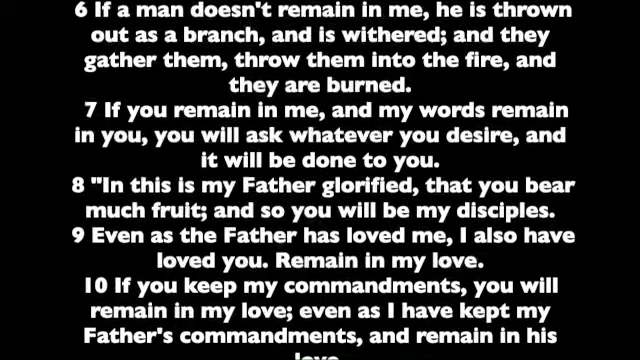 6 If a man doesn't remain in me, he is thrown
out as a branch, and is withered; and they
gather them, throw them into the fire, and
they are burned.
7 If you remain in me, and my words remain
in you, you will ask whatever you desire, and
it will be done to you.
8 "In this is my Father glorified, that you bear
much fruit; and so you will be my disciples.
9 Even as the Father has loved me, I also have
loved you. Remain in my love.
10 If you keep my commandments, you will
remain in my love; even as I have kept my
Father's commandments, and remain in his
love.